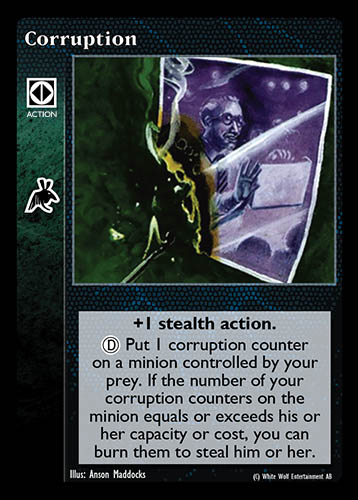 Corruption
ACTION
+1 stealth action.
Ⓓ Put 1 corruption counter
on a minion controlled by your
prey. If the number of your
corruption counters on the
minion equals or exceeds his or
her capacity or cost, you can
burn them to steal him or her.
Illus: Anson Maddocks
(C) White Wolf Entertainment AB